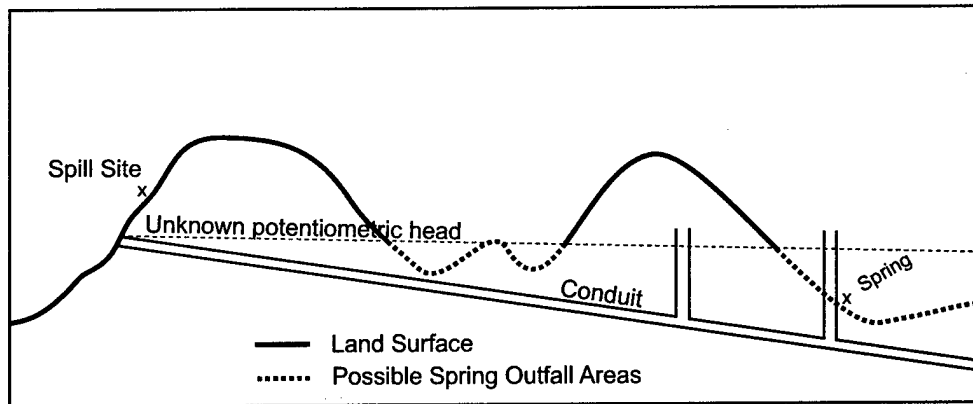 Spill Site
x
Unknown potentiometric head
Spring
x
Conduit
Land Surface
Possible Spring Outfall Areas